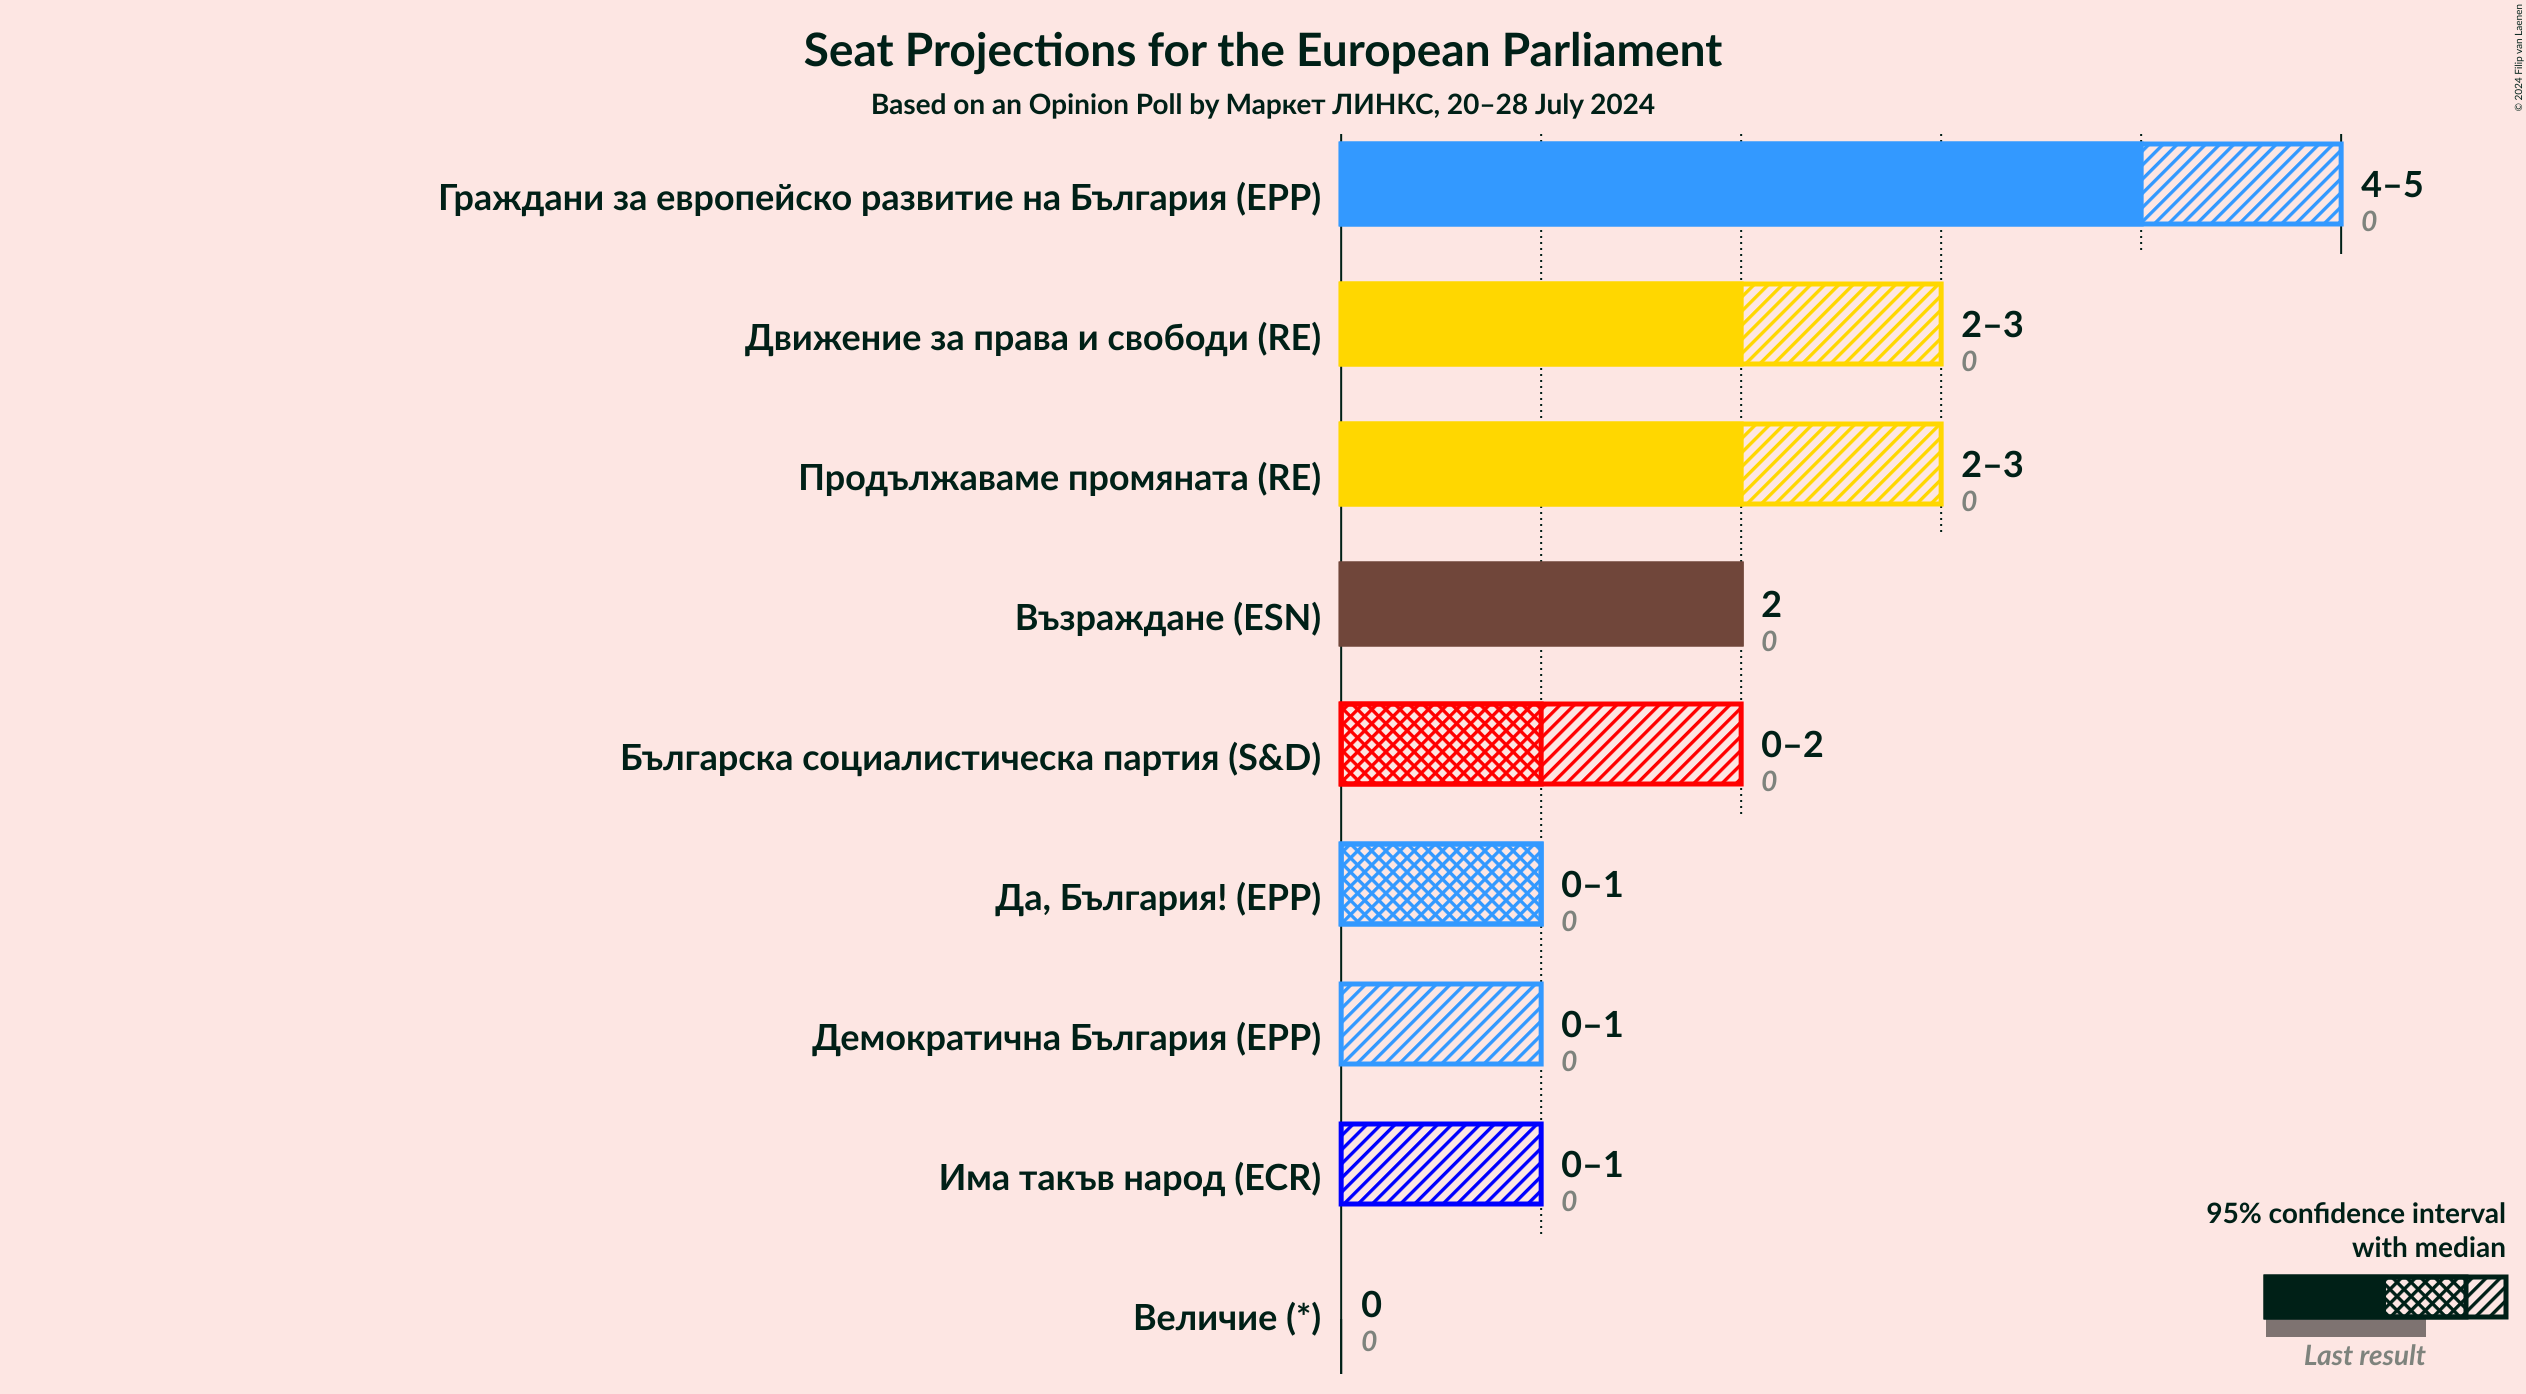 Seat Projections for the European Parliament
Based on an Opinion Poll by Маркет ЛИНКС, 20–28 July 2024
© 2024 Filip van Laenen
Граждани за европейско развитие на България (EPP)
4–5
0
Движение за права и свободи (RE)
2–3
0
Продължаваме промяната (RE)
2–3
0
Възраждане (ESN)
2
0
Българска социалистическа партия (S&D)
0–2
0
Да, България! (EPP)
0–1
0
Демократична България (EPP)
0–1
0
Има такъв народ (ECR)
0–1
0
Величие (*)
0
0
95% confidence interval
with median
Last result